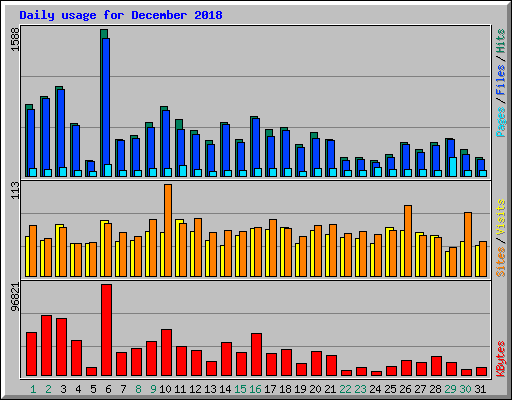 Daily usage for December 2018
1588
Pages / Files / Hits
113
Sites / Visits
96821
KBytes
1 2 3 4 5 6 7 8 9 10 11 12 13 14 15 16 17 18 19 20 21 22 23 24 25 26 27 28 29 30 31